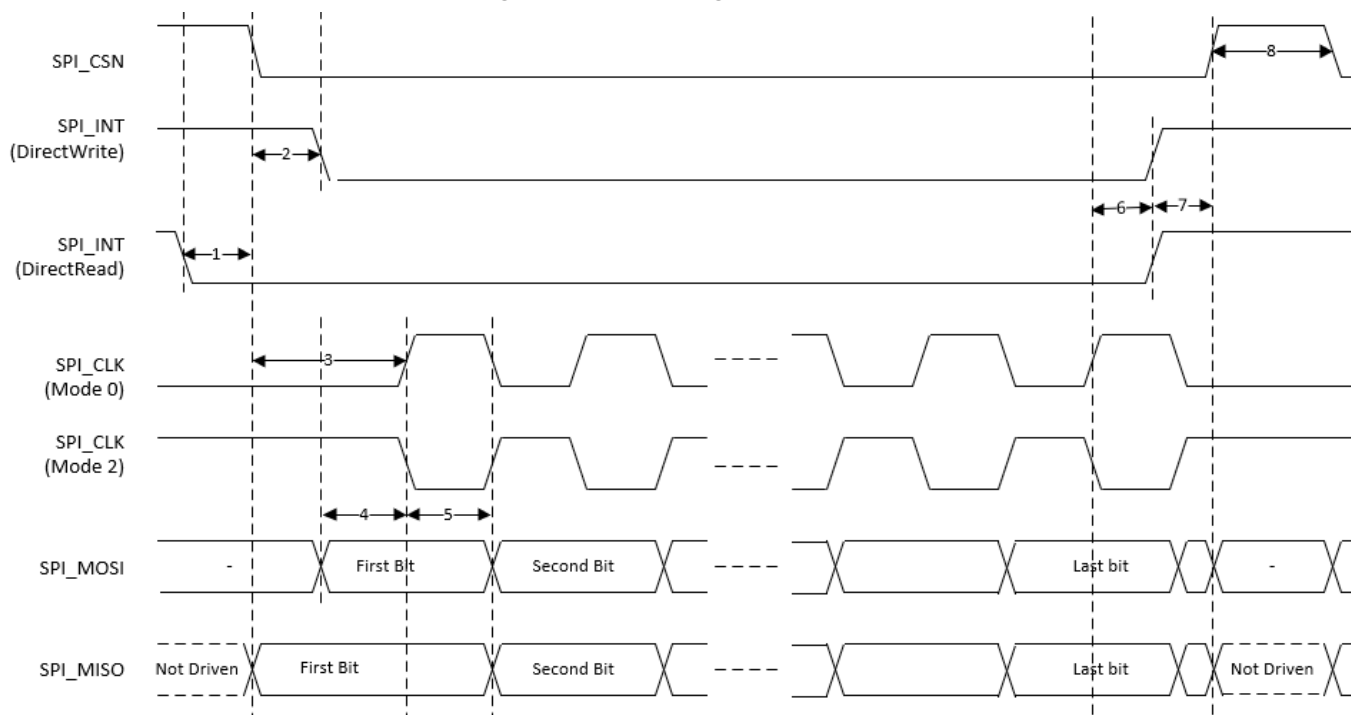 SPI_CSN
8
SPI_INT
(DirectWrite)
2
6
7
SPI_INT
(DirectRead)
1
SPI_CLK
(Mode 0)
3
SPI_CLK
(Mode 2)
4
5
SPI_MOSI
-
First Bit
Second Bit
Last bit
-
SPI_MISO
Not Driven
First Bit
Second Bit
Last bit
Not Driven